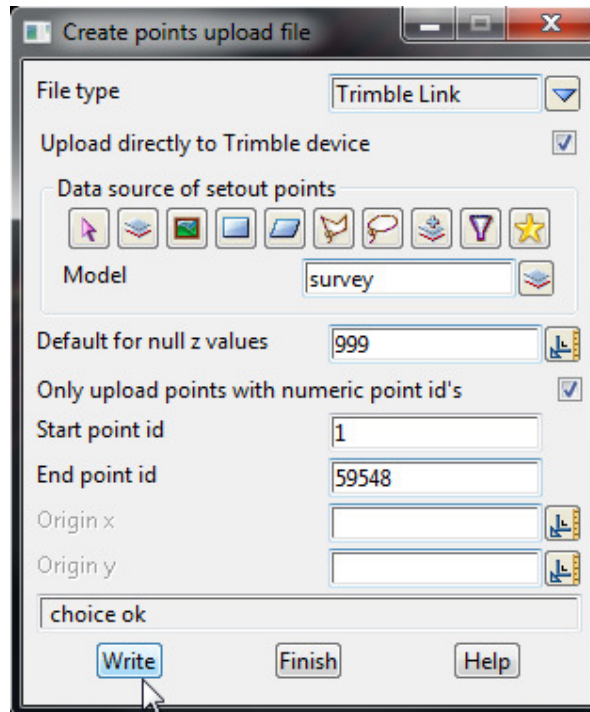 Create points upload file
File type Trimble Link
Upload directly to Trimble device
Data source of setout points
Model survey
Default for null z values 999
Only upload points with numeric point id's
Start point id 1
End point id 59548
Origin x
Origin y
choice ok
Write Finish Help